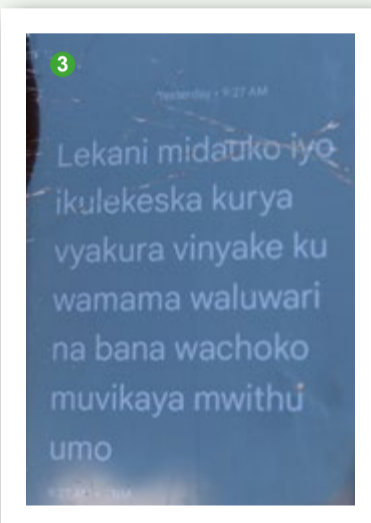 3
Yesterday • 9:27 AM
Lekani midauko iyo
ikulekeska kurya
vyakura vinyake ku
wamama waluwari
na bana wachoko
muvikaya mwithu
umo